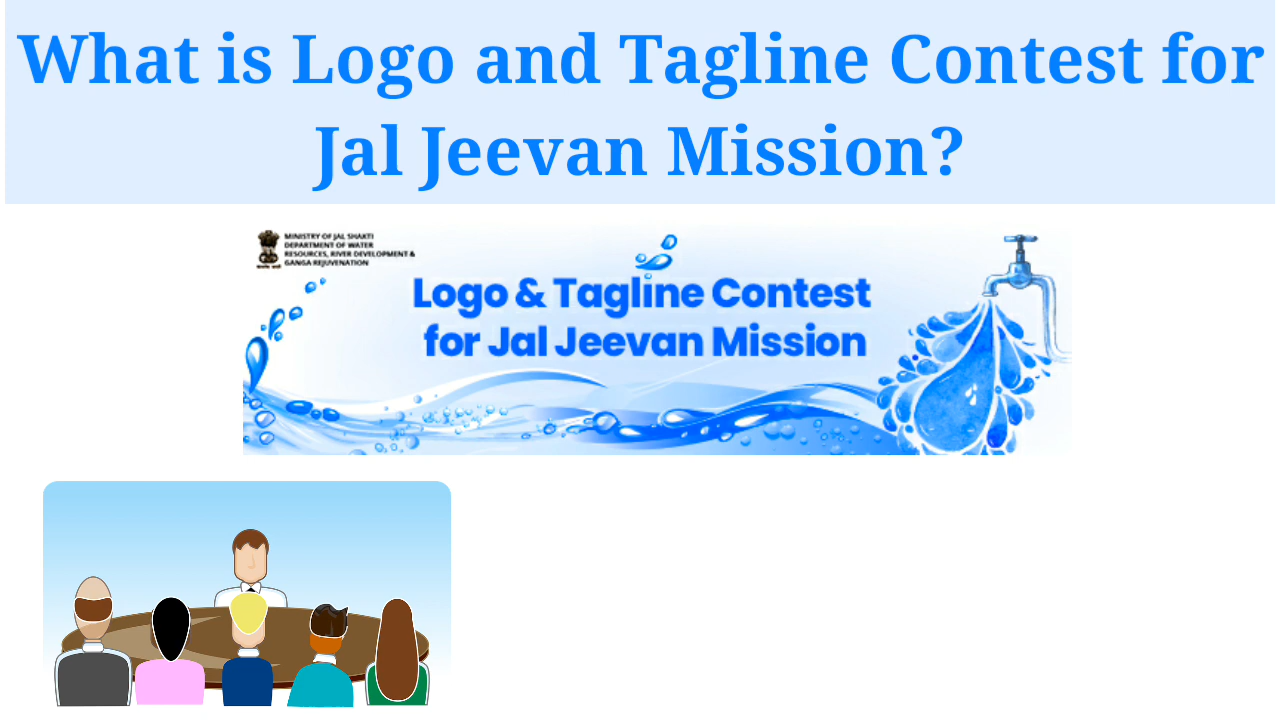 What is Logo and Tagline Contest for
Jal Jeevan Mission?
MINISTRY OF JAL SHAKTI
DEPARTMENT OF WATER
RESOURCES, RIVER DEVELOPMENT &
GANGA REJUVENATION
Logo & Tagline Contest
for Jal Jeevan Mission